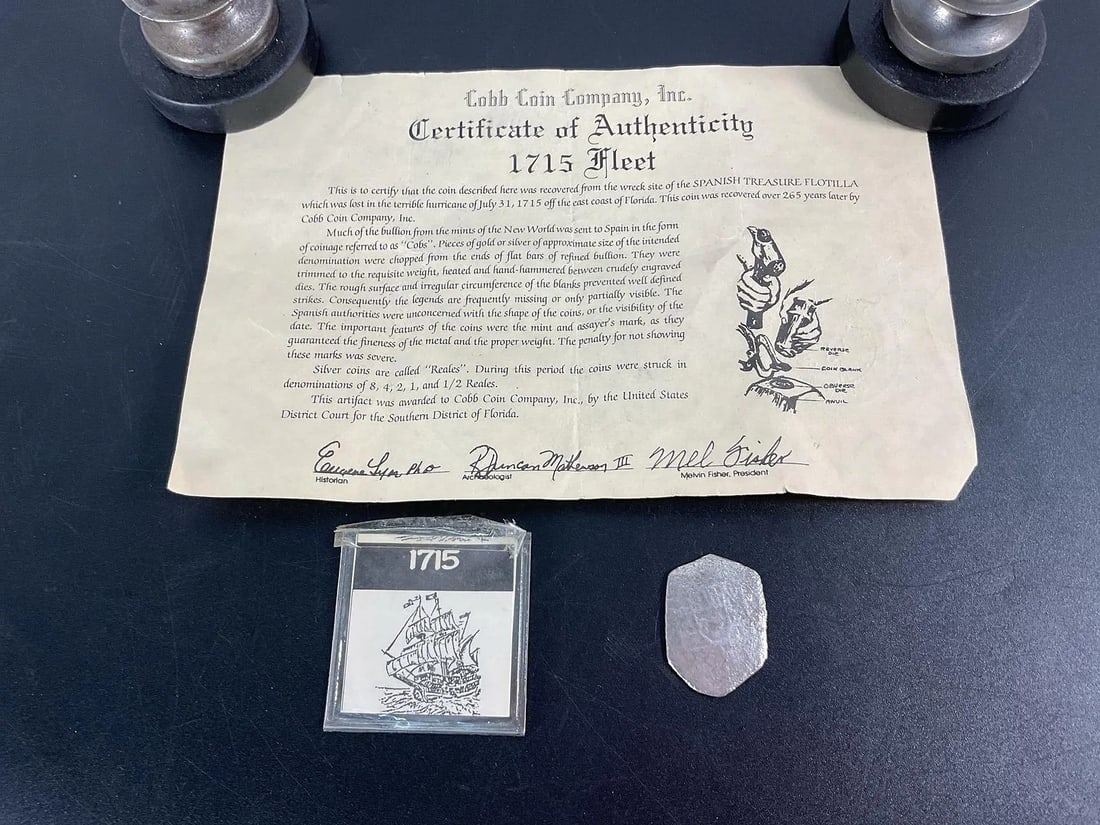 Cobb Coin Company, Inc.
Certificate of Authenticity
1715 Fleet
This is to certify that the coin described here was recovered from the wreck site of the SPANISH TREASURE FLOTILLA
which was lost in the terrible hurricane of July 31, 1715 off the east coast of Florida. This coin was recovered over 265 years later by
Cobb Coin Company, Inc.
Much of the bullion from the mints of the New World was sent to Spain in the form
of coinage referred to as "Cobs". Pieces of gold or silver of approximate size of the intended
denomination were chopped from the ends of flat bars of refined bullion. They were
trimmed to the requisite weight, heated and hand-hammered between crudely engraved
dies. The rough surface and irregular circumference of the blanks prevented well defined
strikes. Consequently the legends are frequently missing or only partially visible. The
Spanish authorities were unconcerned with the shape of the coins, or the visibility of the
date. The important features of the coins were the mint and assayer's mark, as they
guaranteed the fineness of the metal and the proper weight. The penalty for not showing
these marks was severe.
Silver coins are called "Reales". During this period the coins were struck in
denominations of 8, 4, 2, 1, and 1/2 Reales.
This artifact was awarded to Cobb Coin Company, Inc., by the United States
District Court for the Southern District of Florida.
REVERSE
DIE
COIN BLANK
OBVERSE
DIE
ANVIL
Eugene Lyon PhD R Duncan Mathewson III Mel Fisher
Historian Archaeologist Melvin Fisher, President
1715